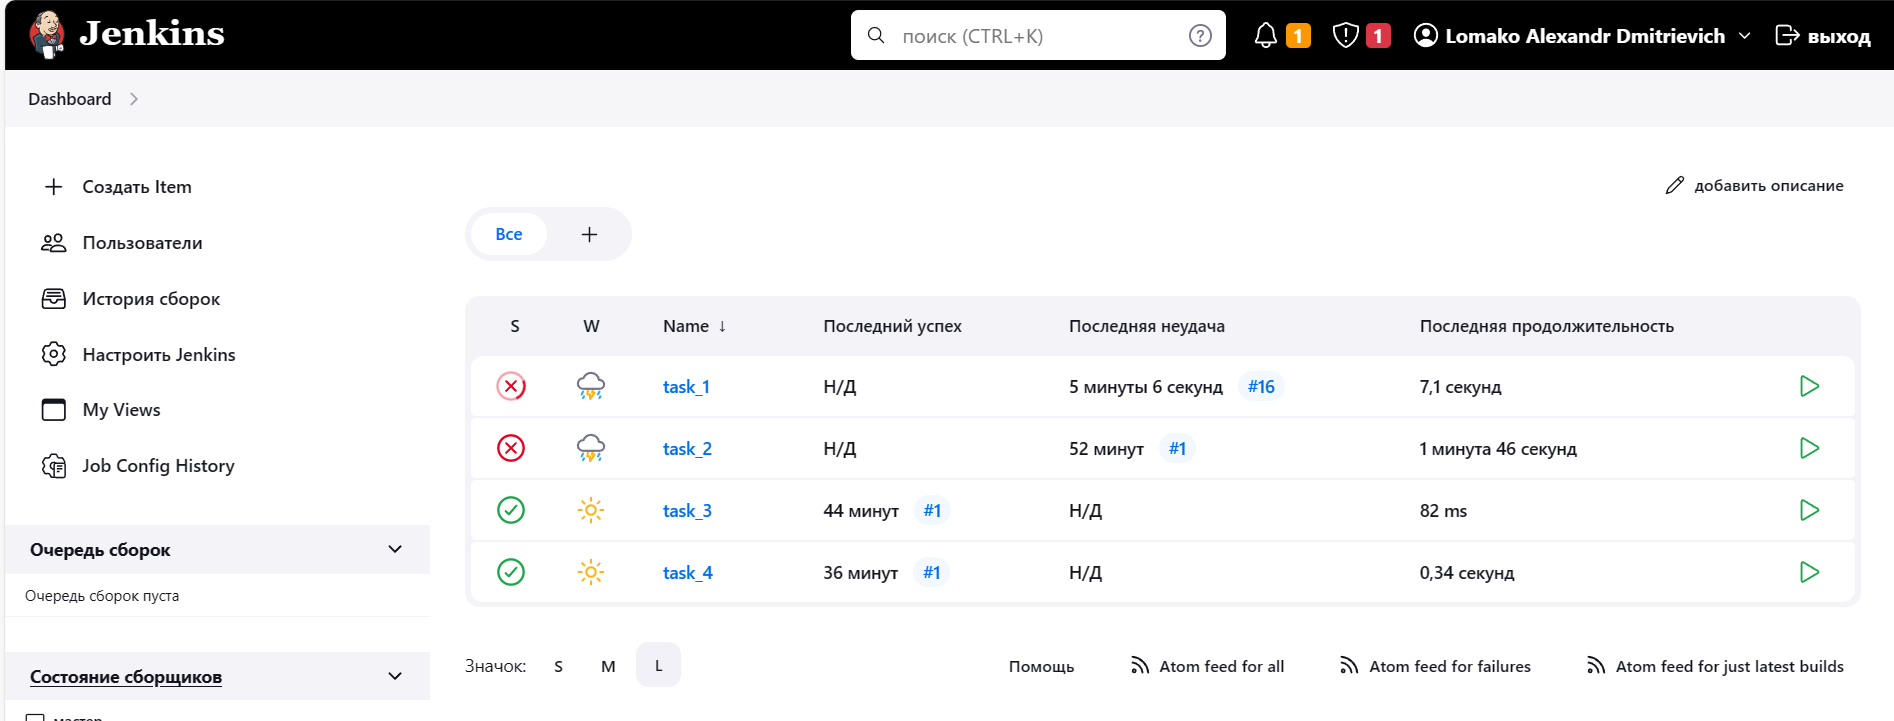 Jenkins
поиск (CTRL+K)
1
1
Lomako Alexandr Dmitrievich
выход
Dashboard
Создать Item
Пользователи
История сборок
Настроить Jenkins
My Views
Job Config History
Очередь сборок
Очередь сборок пуста
Состояние сборщиков
мастер
добавить описание
Все
S W Name ↓ Последний успех Последняя неудача Последняя продолжительность
task_1 Н/Д 5 минуты 6 секунд #16 7,1 секунд
task_2 Н/Д 52 минут #1 1 минута 46 секунд
task_3 44 минут #1 Н/Д 82 ms
task_4 36 минут #1 Н/Д 0,34 секунд
Значок: S M L
Помощь
Atom feed for all
Atom feed for failures
Atom feed for just latest builds